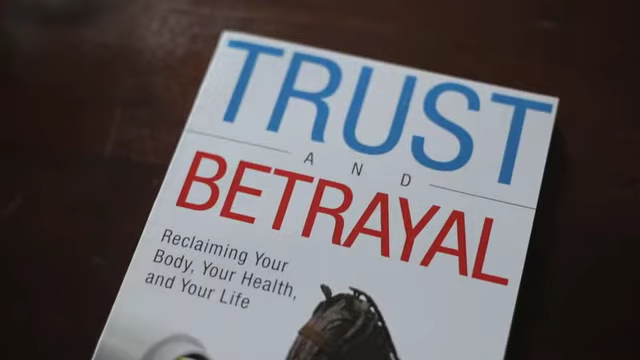 TRUST
AND
BETRAYAL
Reclaiming Your
Body, Your Health,
and Your Life